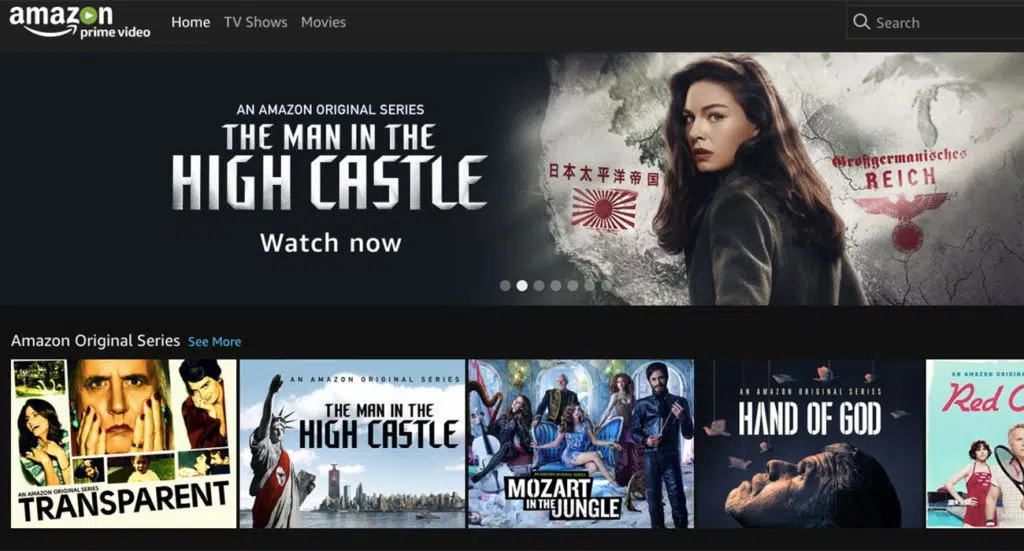 amazon
prime video
Home TV Shows Movies
Search
AN AMAZON ORIGINAL SERIES
THE MAN IN THE
HIGH CASTLE
Watch now
日本太平洋帝国
Großgermanisches
REICH
Amazon Original Series See More
AN AMAZON ORIGINAL SERIES
TRANSPARENT
AN AMAZON ORIGINAL SERIES
THE MAN IN THE
HIGH CASTLE
AN AMAZON ORIGINAL SERIES
MOZART
IN THE JUNGLE
AN AMAZON ORIGINAL SERIES
HAND OF GOD
AN AMAZON ORIGINA
Red O